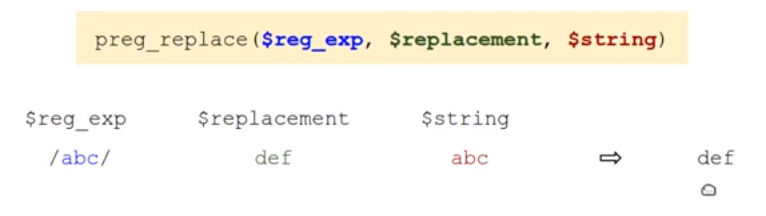 preg_replace($reg_exp, $replacement, $string)
$reg_exp $replacement $string
/abc/ def abc ⇨ def